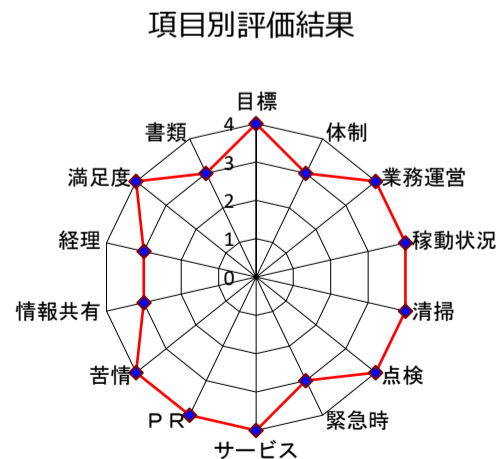 項目別評価結果
目標
体制
業務運営
稼動状況
清掃
点検
緊急時
サービス
ＰＲ
苦情
情報共有
経理
満足度
書類
4
3
2
1
0